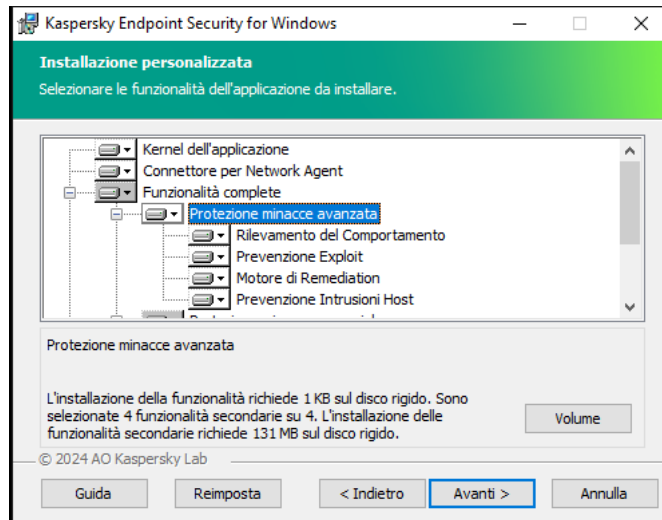 Kaspersky Endpoint Security for Windows
Installazione personalizzata
Selezionare le funzionalità dell'applicazione da installare.
Kernel dell'applicazione
Connettore per Network Agent
Funzionalità complete
Protezione minacce avanzata
Rilevamento del Comportamento
Prevenzione Exploit
Motore di Remediation
Prevenzione Intrusioni Host
Protezione minacce avanzata
L'installazione della funzionalità richiede 1 KB sul disco rigido. Sono
selezionate 4 funzionalità secondarie su 4. L'installazione delle
funzionalità secondarie richiede 131 MB sul disco rigido.
Volume
© 2024 AO Kaspersky Lab
Guida
Reimposta
< Indietro
Avanti >
Annulla